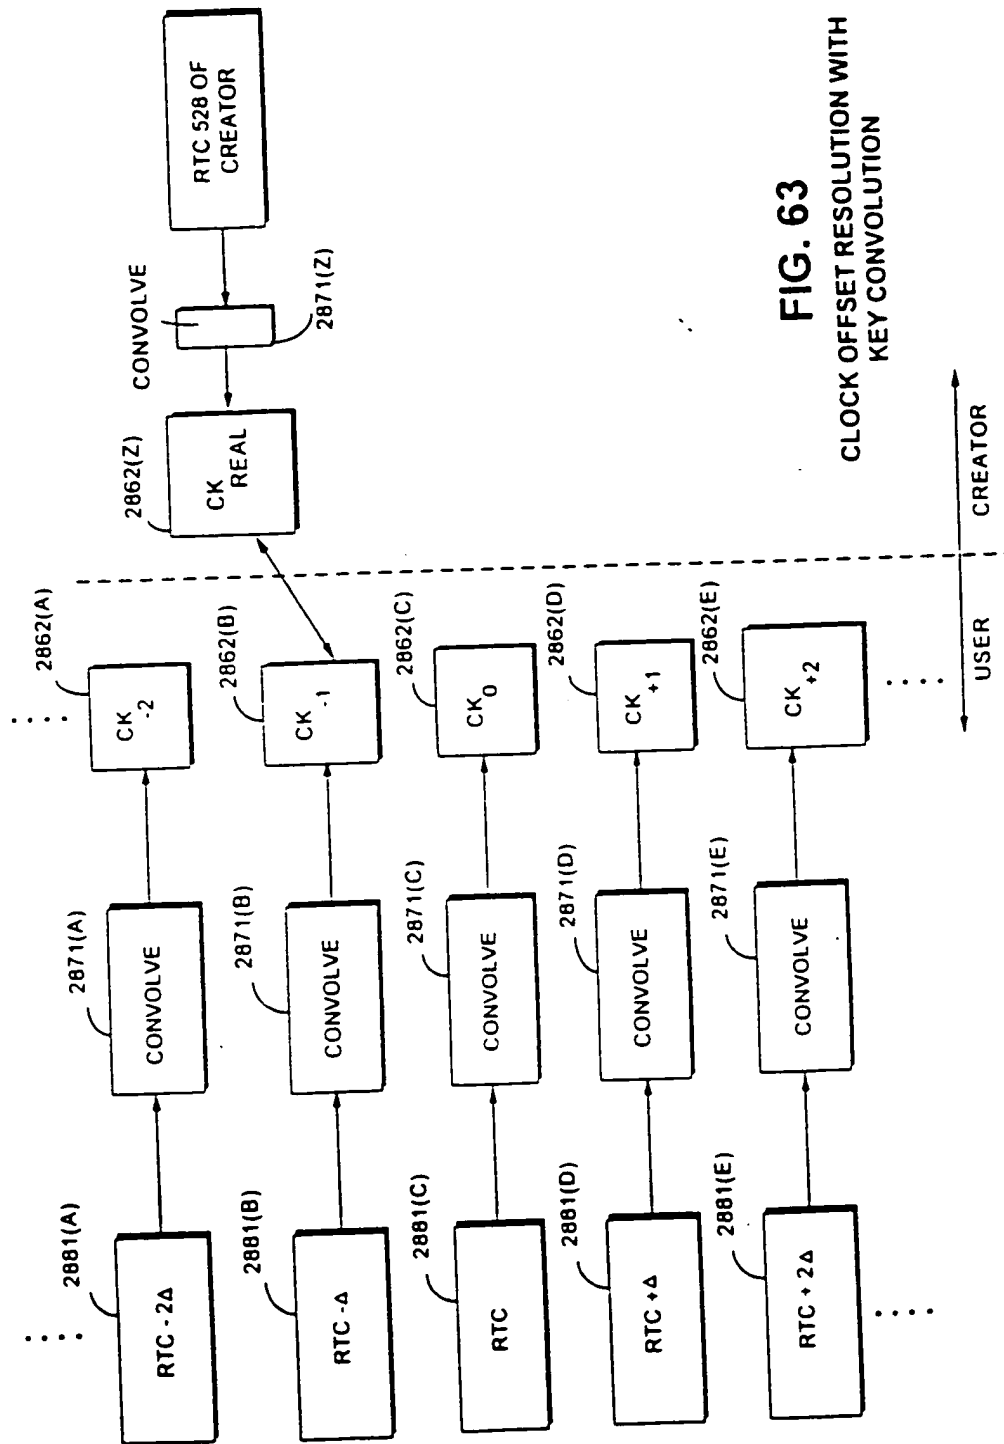 2881(A)
RTC - 2Δ
2871(A)
CONVOLVE
2862(A)
CK -2
2881(B)
RTC -Δ
2871(B)
CONVOLVE
2862(B)
CK -1
2881(C)
RTC
2871(C)
CONVOLVE
2862(C)
CK 0
2881(D)
RTC +Δ
2871(D)
CONVOLVE
2862(D)
CK +1
2881(E)
RTC + 2Δ
2871(E)
CONVOLVE
2862(E)
CK +2
2862(Z)
CK
REAL
CONVOLVE
2871(Z)
RTC 528 OF
CREATOR
USER
CREATOR
FIG. 63
CLOCK OFFSET RESOLUTION WITH
KEY CONVOLUTION